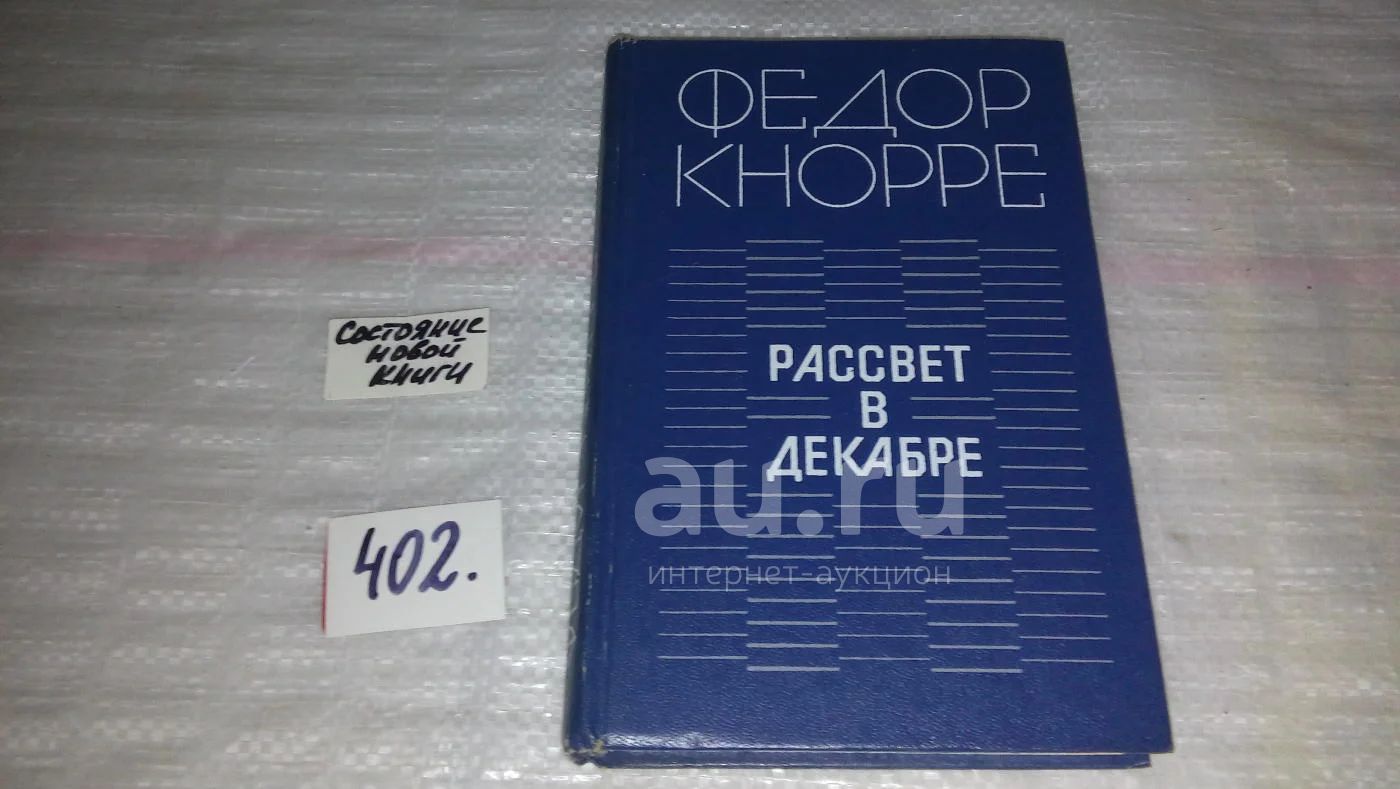 ФЕДОР
КНОРРЕ
РАССВЕТ
В
ДЕКАБРЕ
Состояние
новой
книги
402.
au.ru
интернет-аукцион